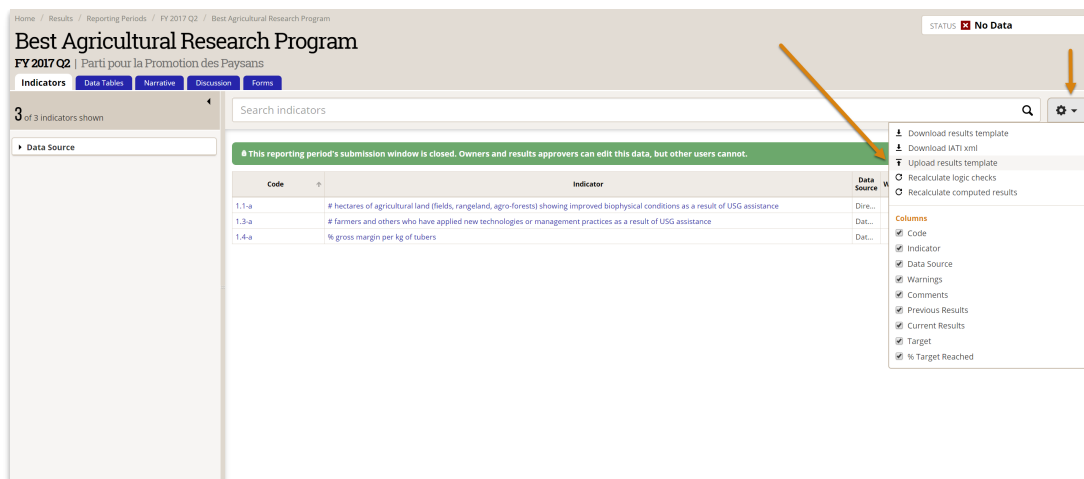 Home / Results / Reporting Periods / FY 2017 Q2 / Best Agricultural Research Program
Best Agricultural Research Program
FY 2017 Q2 | Parti pour la Promotion des Paysans
STATUS No Data
Indicators Data Tables Narrative Discussion Forms
3 of 3 indicators shown
Data Source
Search indicators
This reporting period's submission window is closed. Owners and results approvers can edit this data, but other users cannot.
Code Indicator Data Source W
1.1-a # hectares of agricultural land (fields, rangeland, agro-forests) showing improved biophysical conditions as a result of USG assistance Dire...
1.3-a # farmers and others who have applied new technologies or management practices as a result of USG assistance Dat...
1.4-a % gross margin per kg of tubers Dat...
Download results template
Download IATI xml
Upload results template
Recalculate logic checks
Recalculate computed results
Columns
Code
Indicator
Data Source
Warnings
Comments
Previous Results
Current Results
Target
% Target Reached